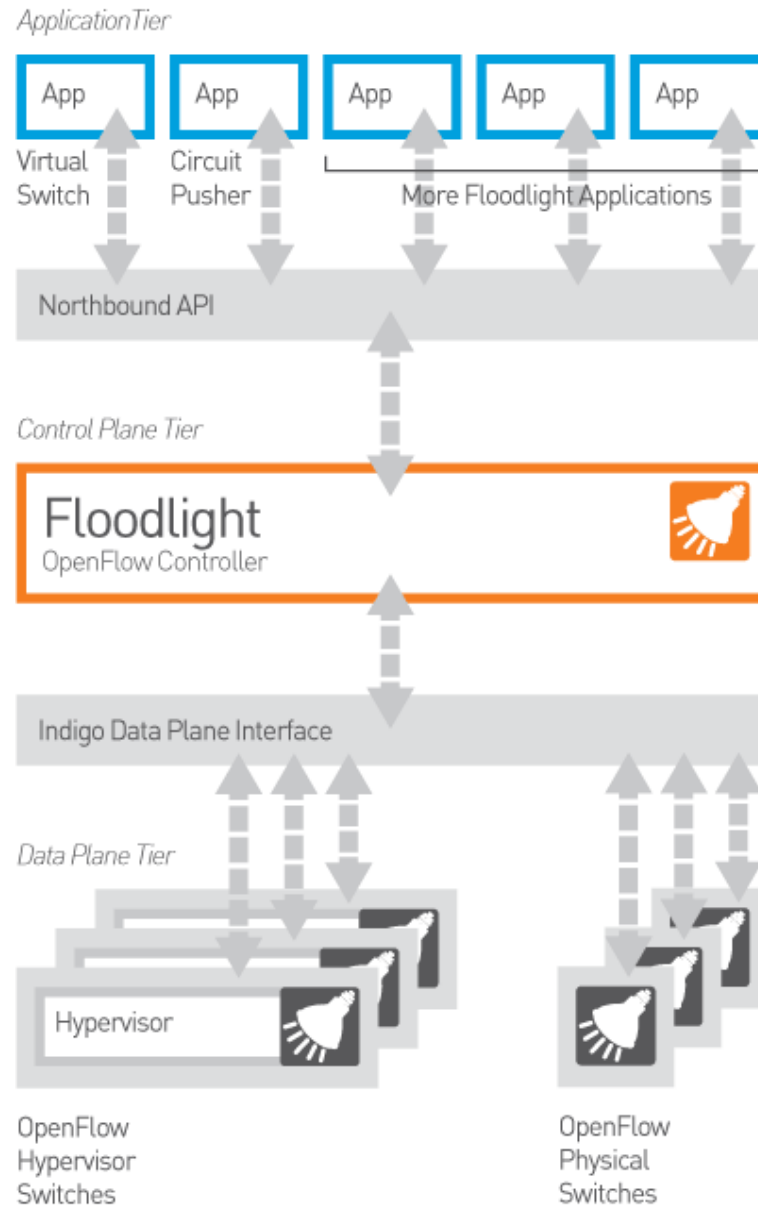 ApplicationTier
App
App
App
App
App
Virtual
Switch
Circuit
Pusher
More Floodlight Applications
Northbound API
Control Plane Tier
Floodlight
OpenFlow Controller
Indigo Data Plane Interface
Data Plane Tier
Hypervisor
OpenFlow
Hypervisor
Switches
OpenFlow
Physical
Switches